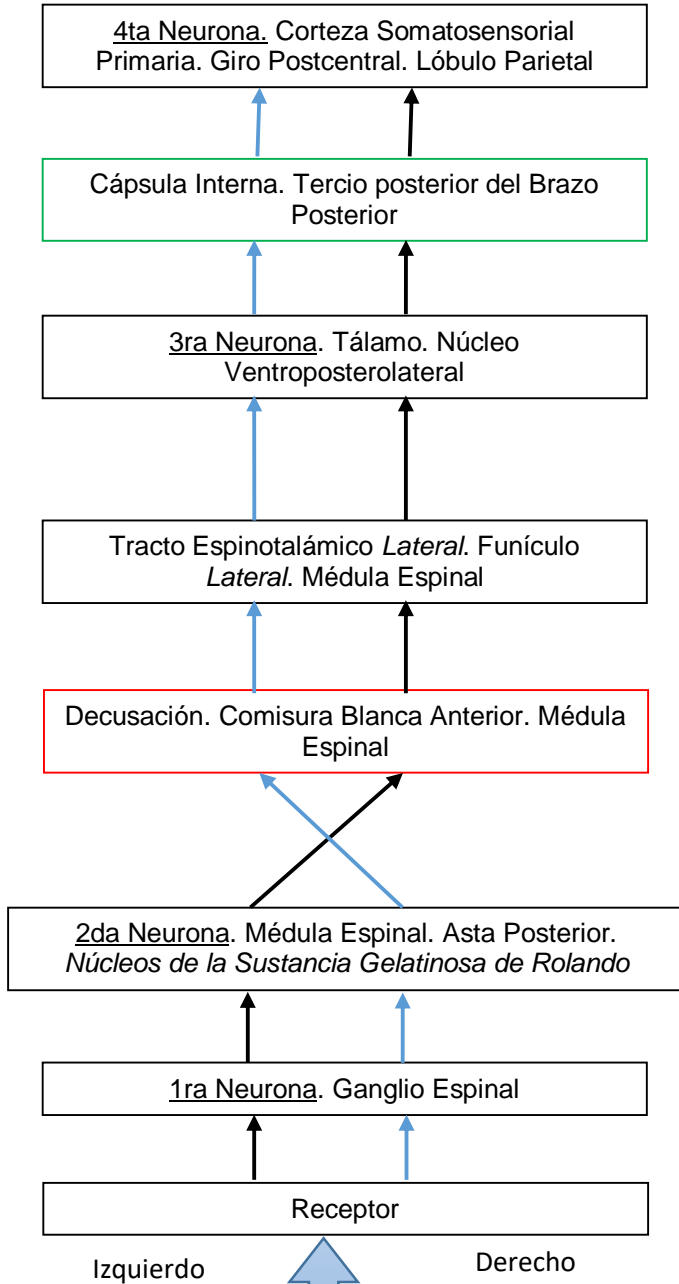 4ta Neurona. Corteza Somatosensorial
Primaria. Giro Postcentral. Lóbulo Parietal
Cápsula Interna. Tercio posterior del Brazo
Posterior
3ra Neurona. Tálamo. Núcleo
Ventroposterolateral
Tracto Espinotalámico Lateral. Funículo
Lateral. Médula Espinal
Decusación. Comisura Blanca Anterior. Médula
Espinal
2da Neurona. Médula Espinal. Asta Posterior.
Núcleos de la Sustancia Gelatinosa de Rolando
1ra Neurona. Ganglio Espinal
Receptor
Izquierdo
Derecho